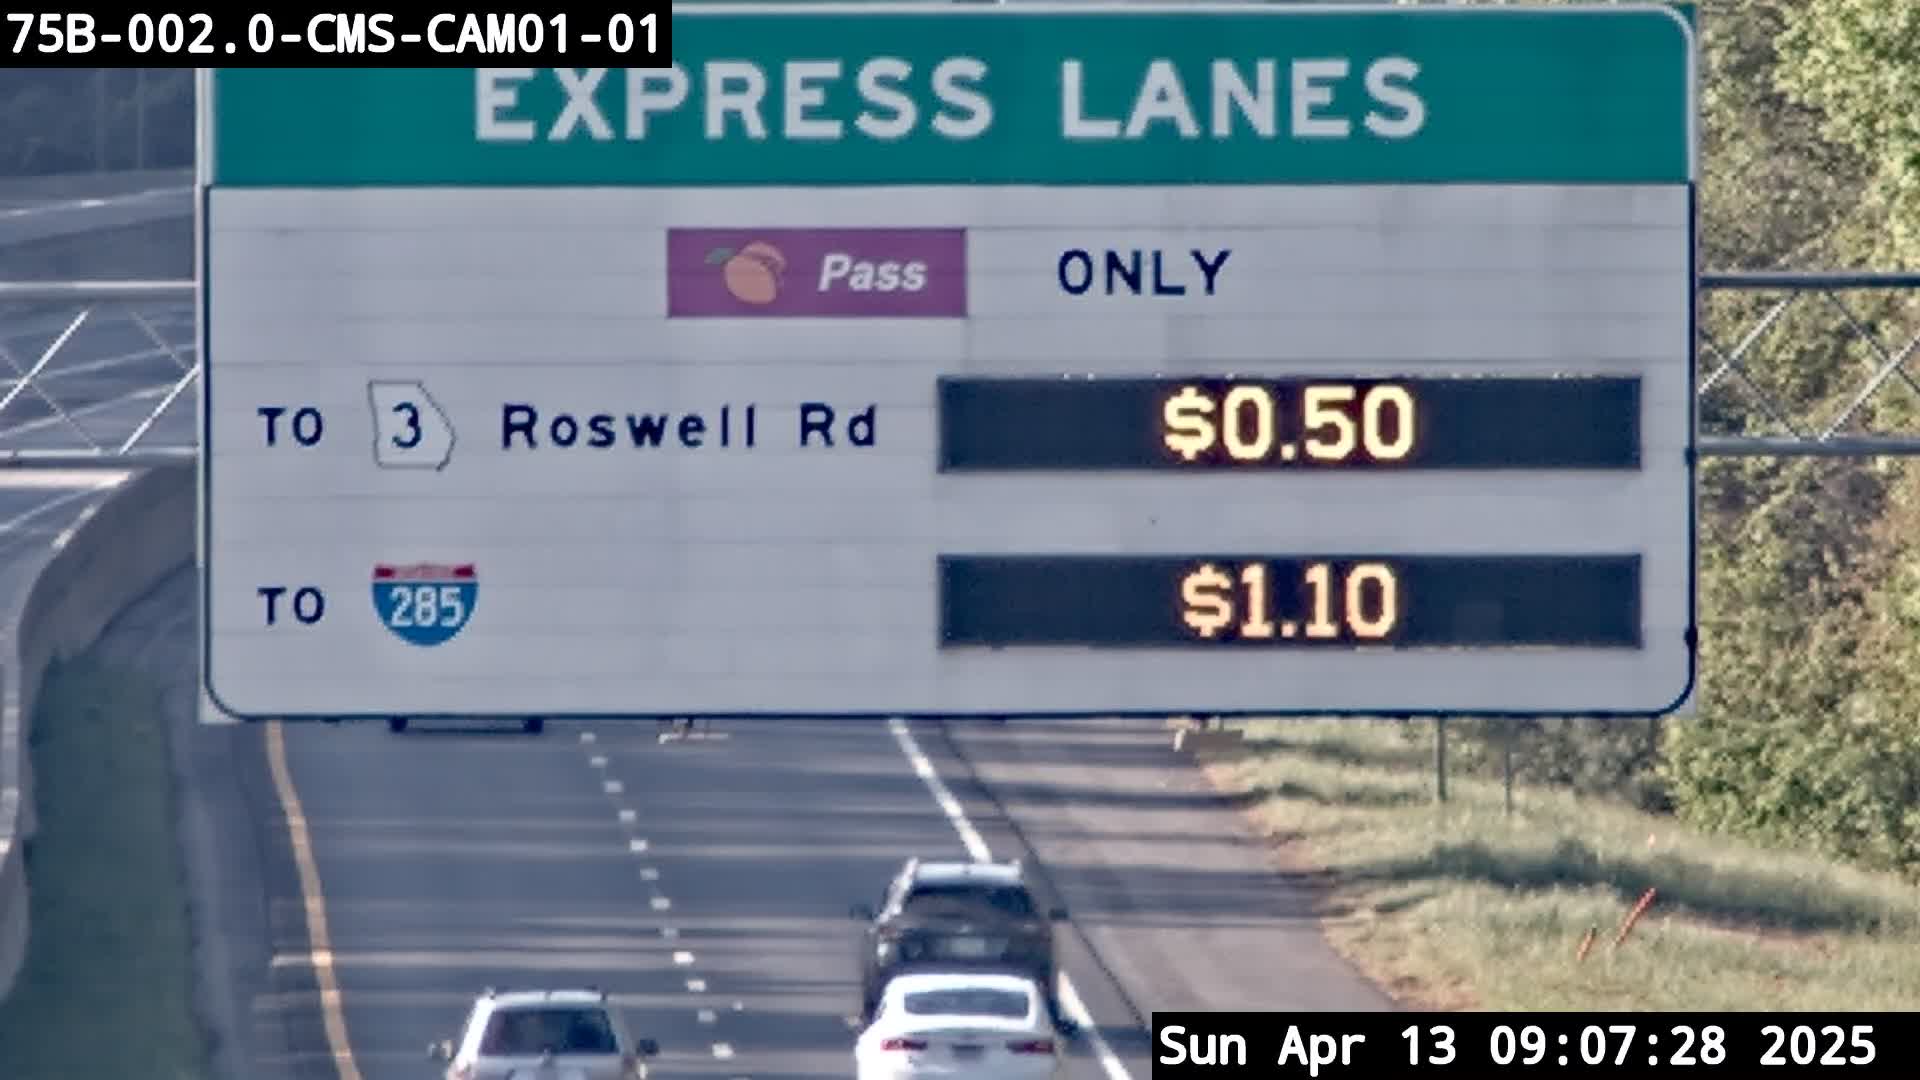 75B-002.0-CMS-CAM01-01
EXPRESS LANES
Pass ONLY
TO 3 Roswell Rd $0.50
TO 285 $1.10
Sun Apr 13 09:07:28 2025